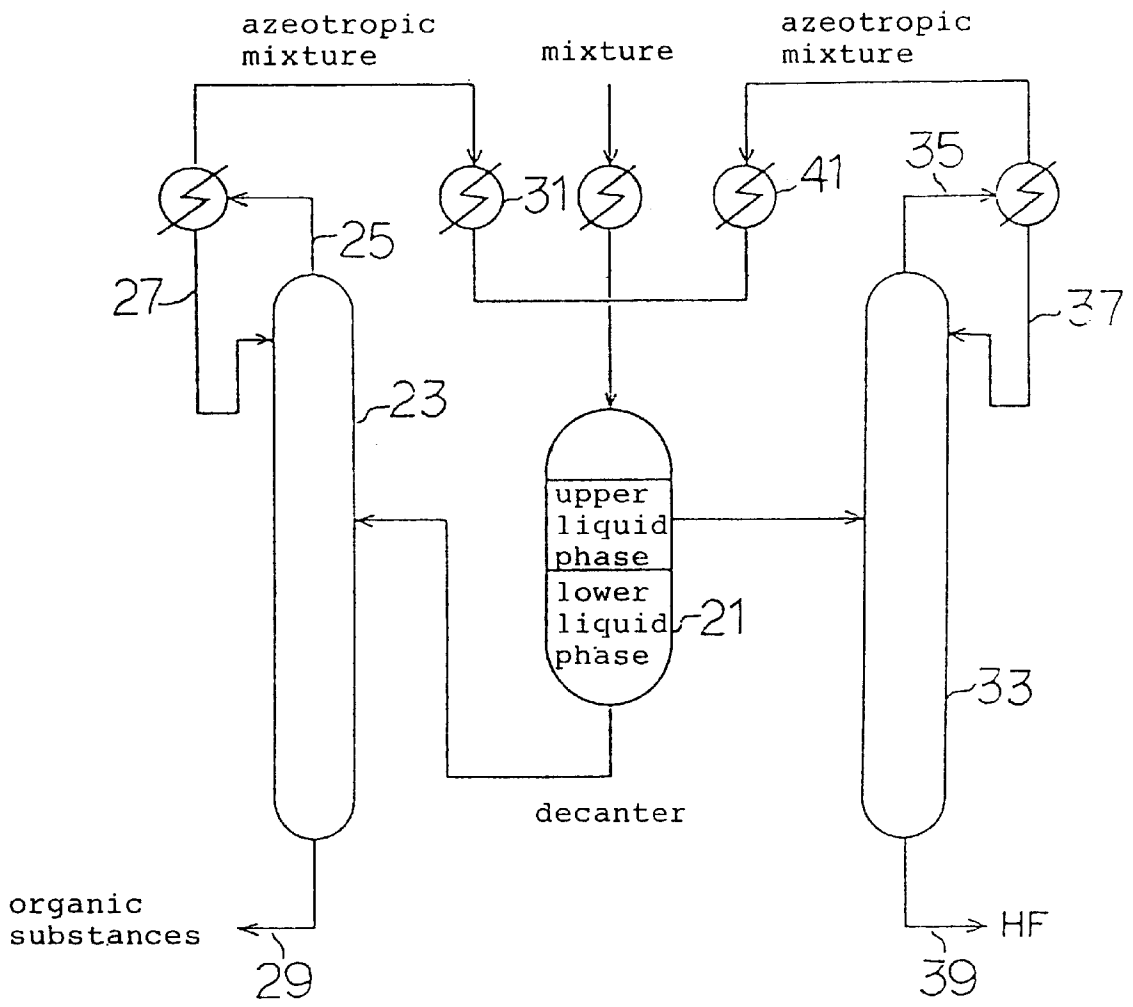 azeotropic
mixture
mixture
azeotropic
mixture
35
31
41
25
27
37
23
upper
liquid
phase
lower
liquid
phase
21
33
decanter
organic
substances
29
HF
39